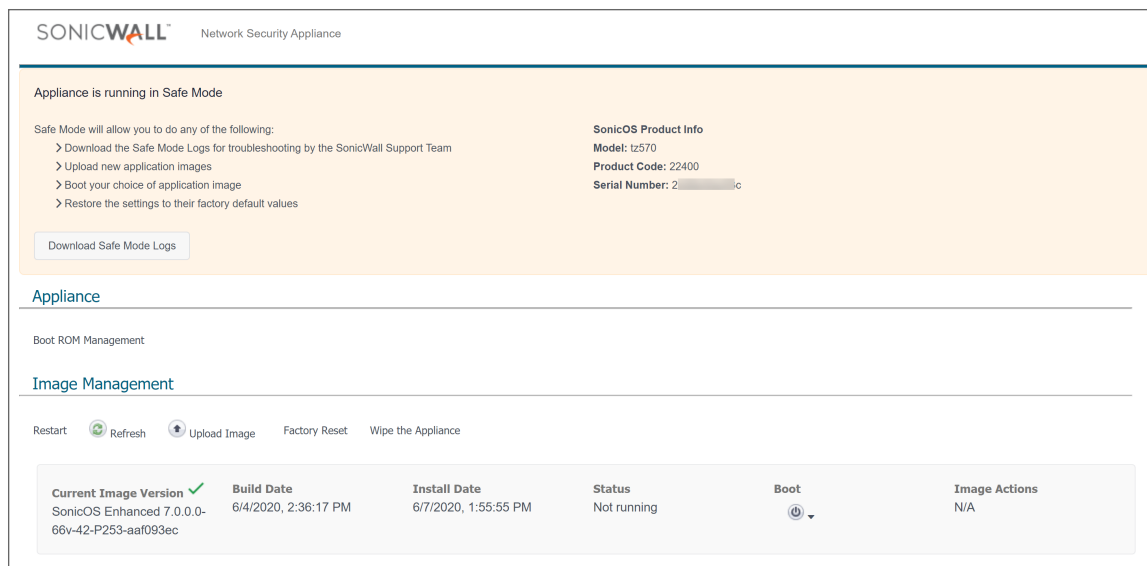 SONICWALL™ Network Security Appliance
Appliance is running in Safe Mode
Safe Mode will allow you to do any of the following:
Download the Safe Mode Logs for troubleshooting by the SonicWall Support Team
Upload new application images
Boot your choice of application image
Restore the settings to their factory default values
Download Safe Mode Logs
SonicOS Product Info
Model: tz570
Product Code: 22400
Serial Number: 2
Appliance
Boot ROM Management
Image Management
Restart Refresh Upload Image Factory Reset Wipe the Appliance
Current Image Version
SonicOS Enhanced 7.0.0.0-
66v-42-P253-aaf093ec
Build Date
6/4/2020, 2:36:17 PM
Install Date
6/7/2020, 1:55:55 PM
Status
Not running
Boot
Image Actions
N/A